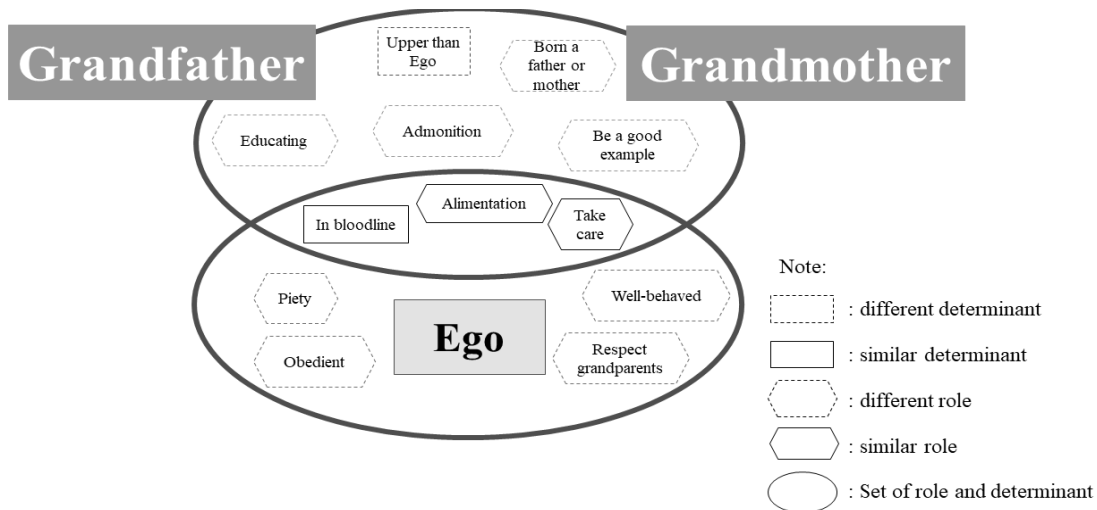 Grandfather
Grandmother
Upper than
Ego
Born a
father or
mother
Educating
Admonition
Be a good
example
Alimentation
In bloodline
Take
care
Piety
Well-behaved
Ego
Obedient
Respect
grandparents
Note:
: different determinant
: similar determinant
: different role
: similar role
: Set of role and determinant